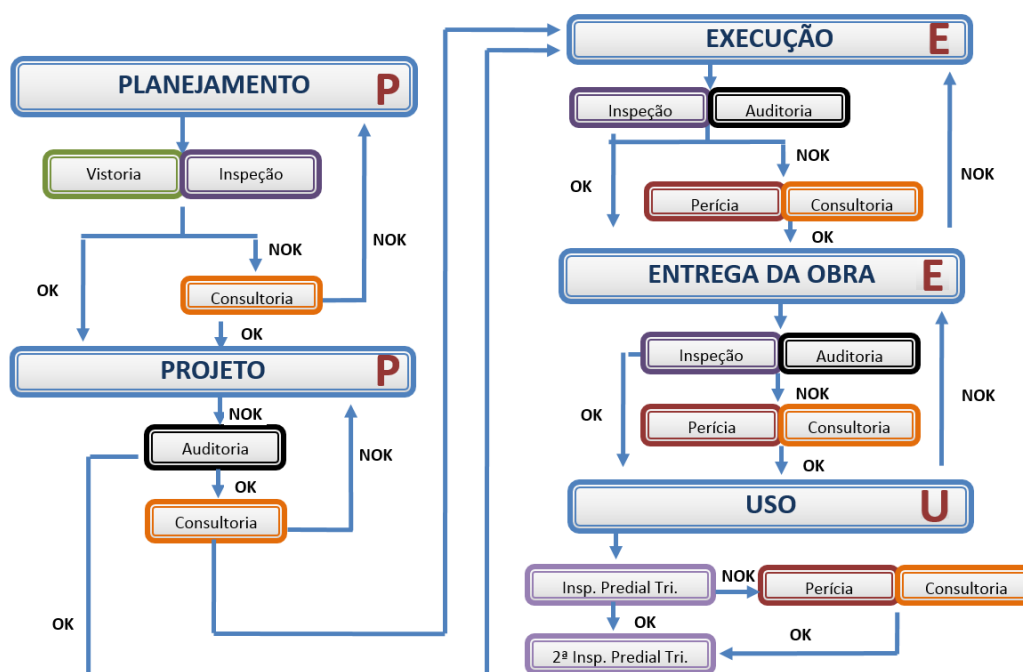 PLANEJAMENTO P
Vistoria
Inspeção
OK
NOK
NOK
Consultoria
OK
PROJETO P
NOK
Auditoria
NOK
OK
Consultoria
OK
EXECUÇÃO E
Inspeção
Auditoria
OK
NOK
NOK
Perícia
Consultoria
OK
ENTREGA DA OBRA E
Inspeção
Auditoria
OK
NOK
NOK
Perícia
Consultoria
OK
USO U
Insp. Predial Tri.
NOK
Perícia
Consultoria
OK
OK
2ª Insp. Predial Tri.